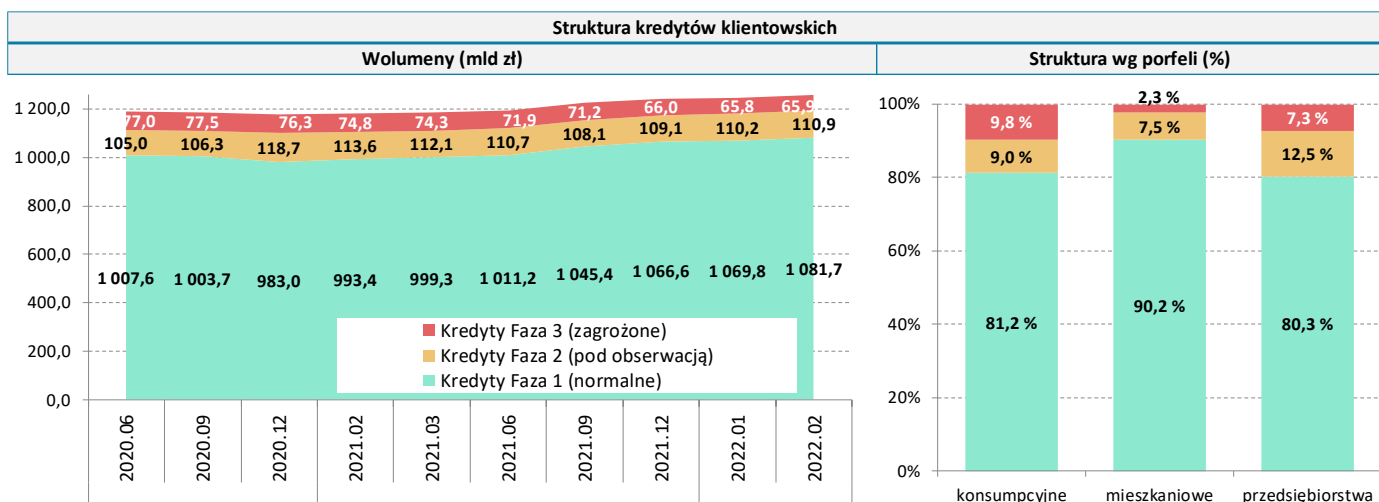 Struktura kredytów klientowskich
Wolumeny (mld zł)
Struktura wg porfeli (%)
1 200,0
1 000,0
800,0
600,0
400,0
200,0
0,0
77,0 77,5 76,3 74,8 74,3 71,9 71,2 66,0 65,8 65,9
105,0 106,3 118,7 113,6 112,1 110,7 108,1 109,1 110,2 110,9
1 007,6 1 003,7 983,0 993,4 999,3 1 011,2 1 045,4 1 066,6 1 069,8 1 081,7
Kredyty Faza 3 (zagrożone)
Kredyty Faza 2 (pod obserwacją)
Kredyty Faza 1 (normalne)
2020.06 2020.09 2020.12 2021.02 2021.03 2021.06 2021.09 2021.12 2022.01 2022.02
100%
80%
60%
40%
20%
0%
9,8 % 2,3 % 7,3 %
9,0 % 7,5 % 12,5 %
81,2 % 90,2 % 80,3 %
konsumpcyjne mieszkaniowe przedsiębiorstwa